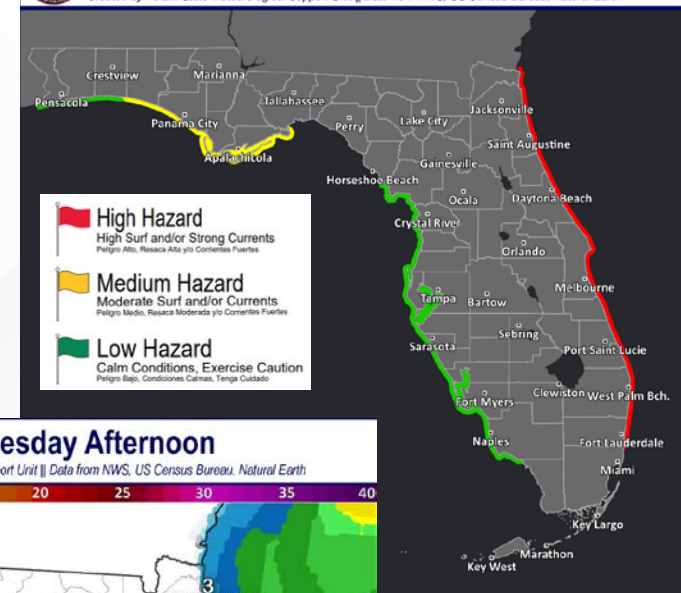 Crestview
Marianna
Pensacola
Tallahassee
Jacksonville
Panama City
Perry
Lake City
Saint Augustine
Apalachicola
Gainesville
Horseshoe Beach
Ocala
Daytona Beach
Crystal River
Orlando
Melbourne
Tampa
Bartow
Sebring
Sarasota
Port Saint Lucie
Clewiston
West Palm Bch.
Fort Myers
Naples
Fort Lauderdale
Miami
Key Largo
Marathon
Key West
High Hazard
High Surf and/or Strong Currents
Peligro Alto, Resaca Alta y/o Corrientes Fuertes
Medium Hazard
Moderate Surf and/or Currents
Peligro Medio, Resaca Moderada y/o Corrientes Fuertes
Low Hazard
Calm Conditions, Exercise Caution
Peligro Bajo, Condiciones Calmas, Tenga Cuidado
esday Afternoon
ort Unit || Data from NWS, US Census Bureau. Natural Earth
20 25 30 35 40
3